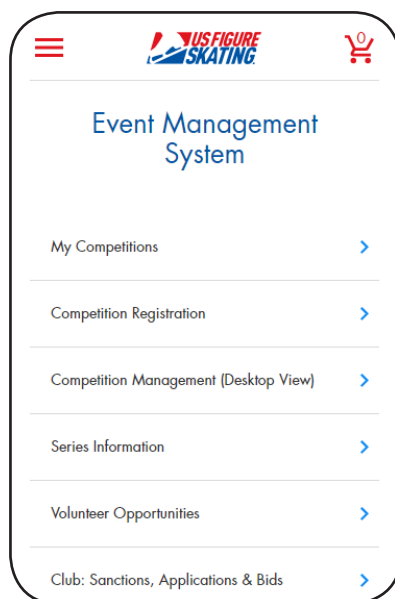 US FIGURE
SKATING
0
Event Management
System
My Competitions
Competition Registration
Competition Management (Desktop View)
Series Information
Volunteer Opportunities
Club: Sanctions, Applications & Bids